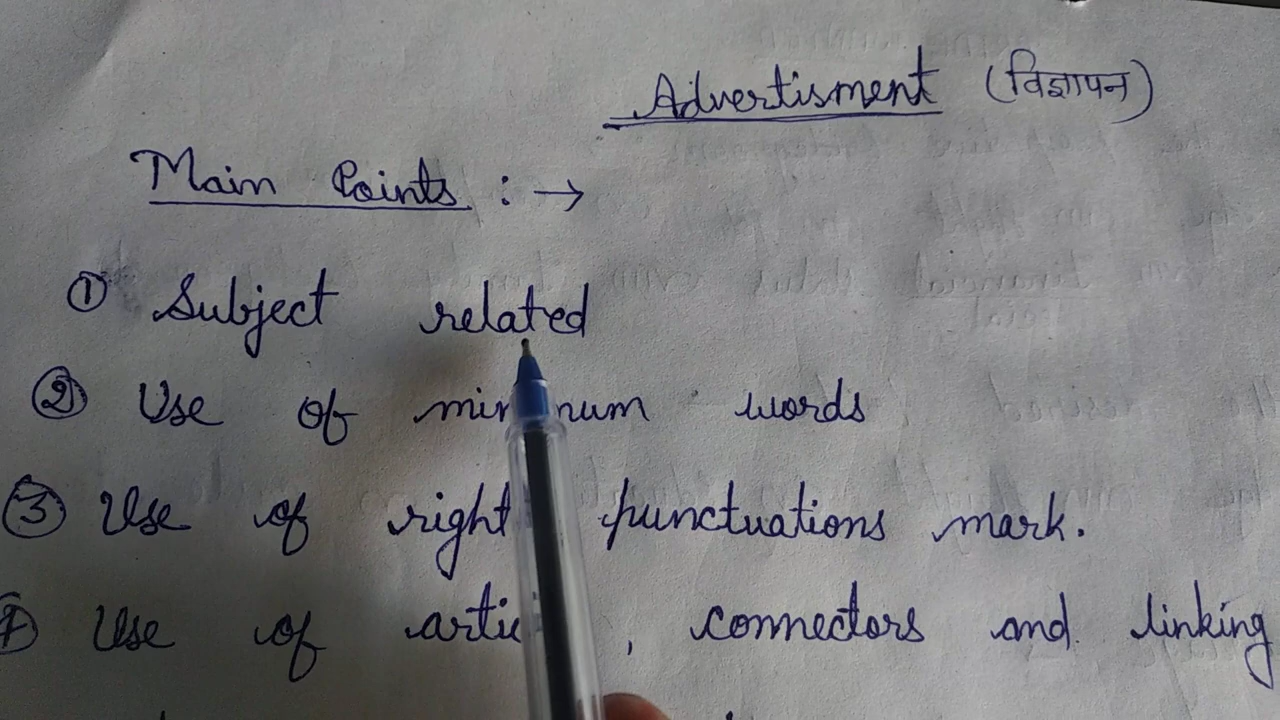 Advertisment (विज्ञापन)
Main Points : →
① Subject related
② Use of minimum words
③ Use of right punctuations mark.
④ Use of , connectors and linking